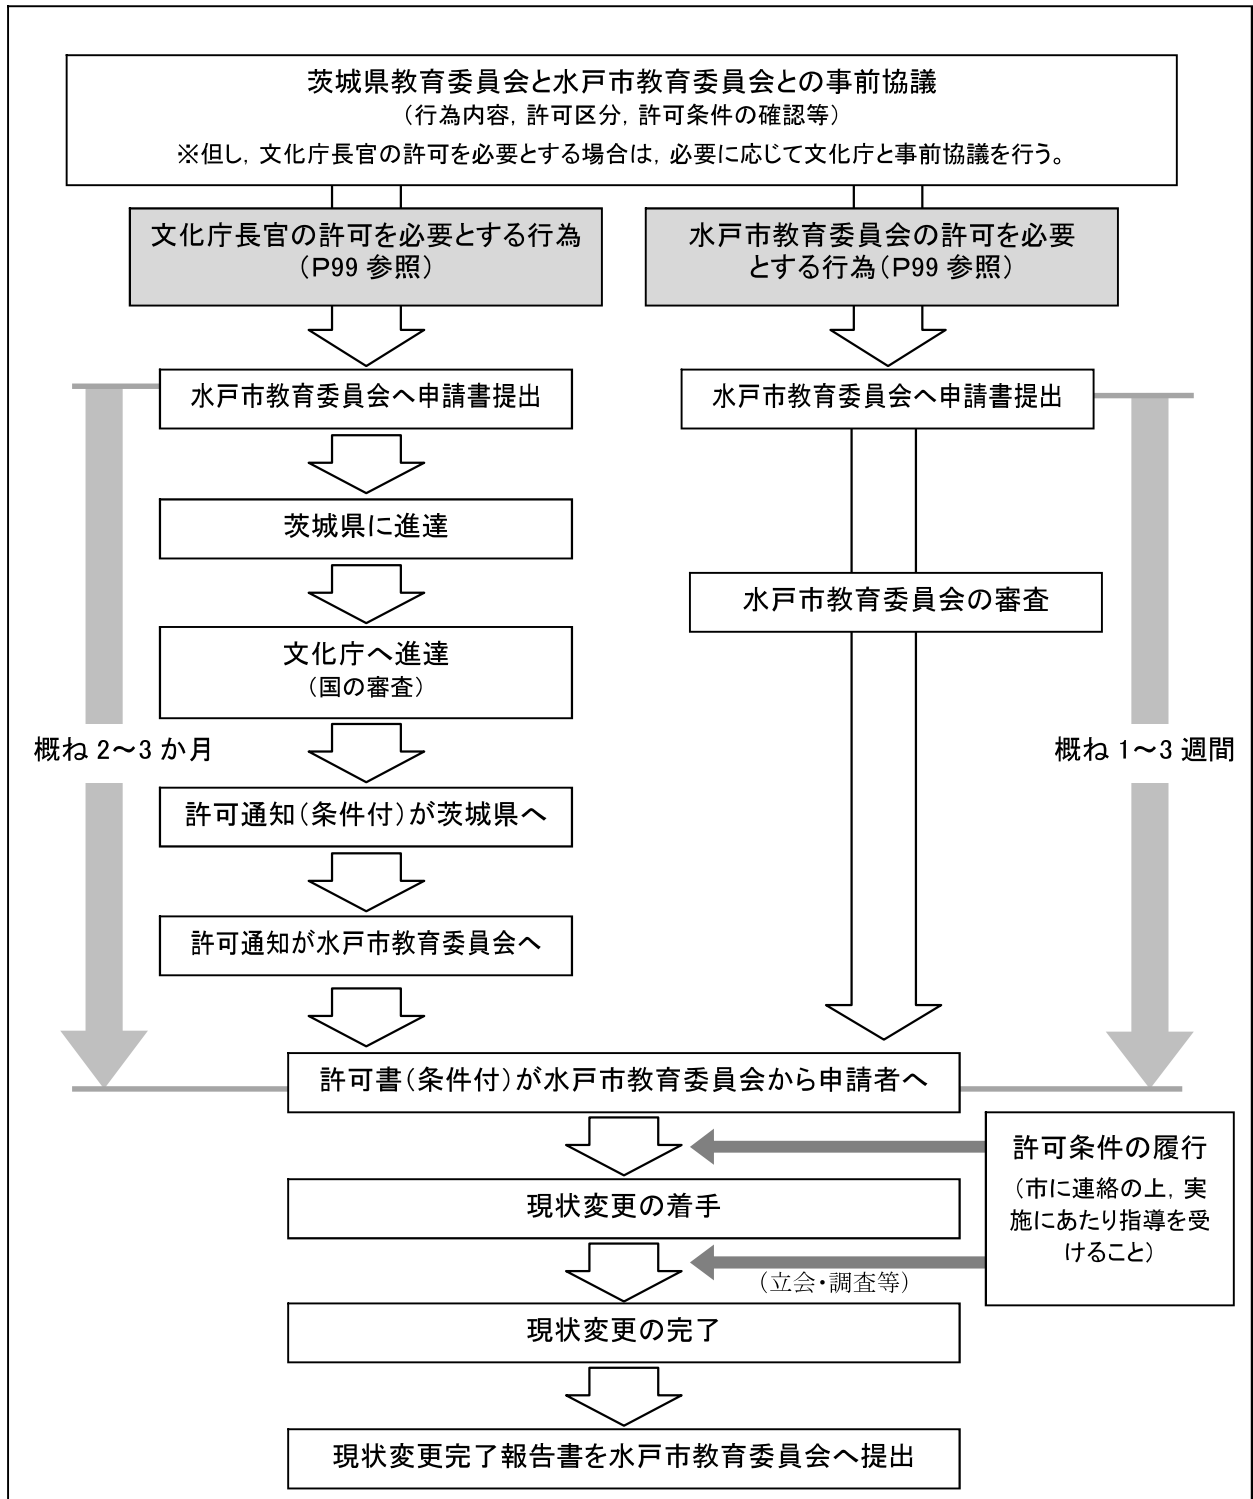 茨城県教育委員会と水戸市教育委員会との事前協議
（行為内容，許可区分，許可条件の確認等）
※但し，文化庁長官の許可を必要とする場合は，必要に応じて文化庁と事前協議を行う。
文化庁長官の許可を必要とする行為
（P99 参照）
水戸市教育委員会の許可を必要
とする行為（P99 参照）
水戸市教育委員会へ申請書提出
水戸市教育委員会へ申請書提出
茨城県に進達
水戸市教育委員会の審査
文化庁へ進達
（国の審査）
概ね 2～3 か月
概ね 1～3 週間
許可通知（条件付）が茨城県へ
許可通知が水戸市教育委員会へ
許可書（条件付）が水戸市教育委員会から申請者へ
許可条件の履行
（市に連絡の上，実
施にあたり指導を受
けること）
現状変更の着手
（立会・調査等）
現状変更の完了
現状変更完了報告書を水戸市教育委員会へ提出